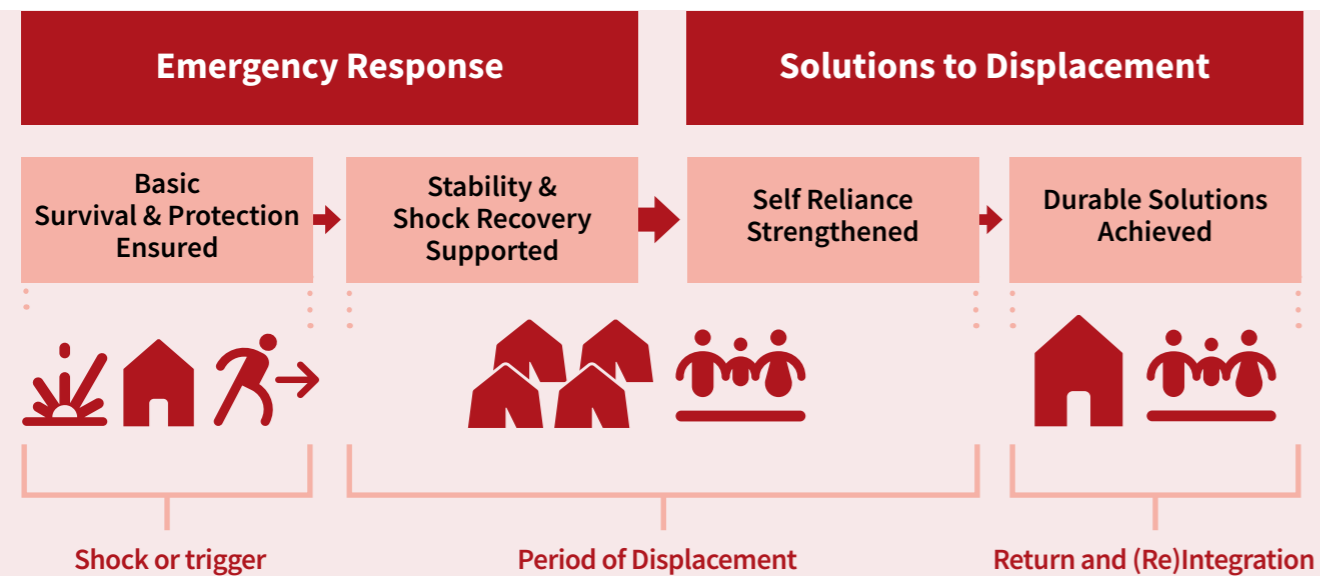 Emergency Response
Solutions to Displacement
Basic
Survival & Protection
Ensured
Stability &
Shock Recovery
Supported
Self Reliance
Strengthened
Durable Solutions
Achieved
Shock or trigger
Period of Displacement
Return and (Re)Integration